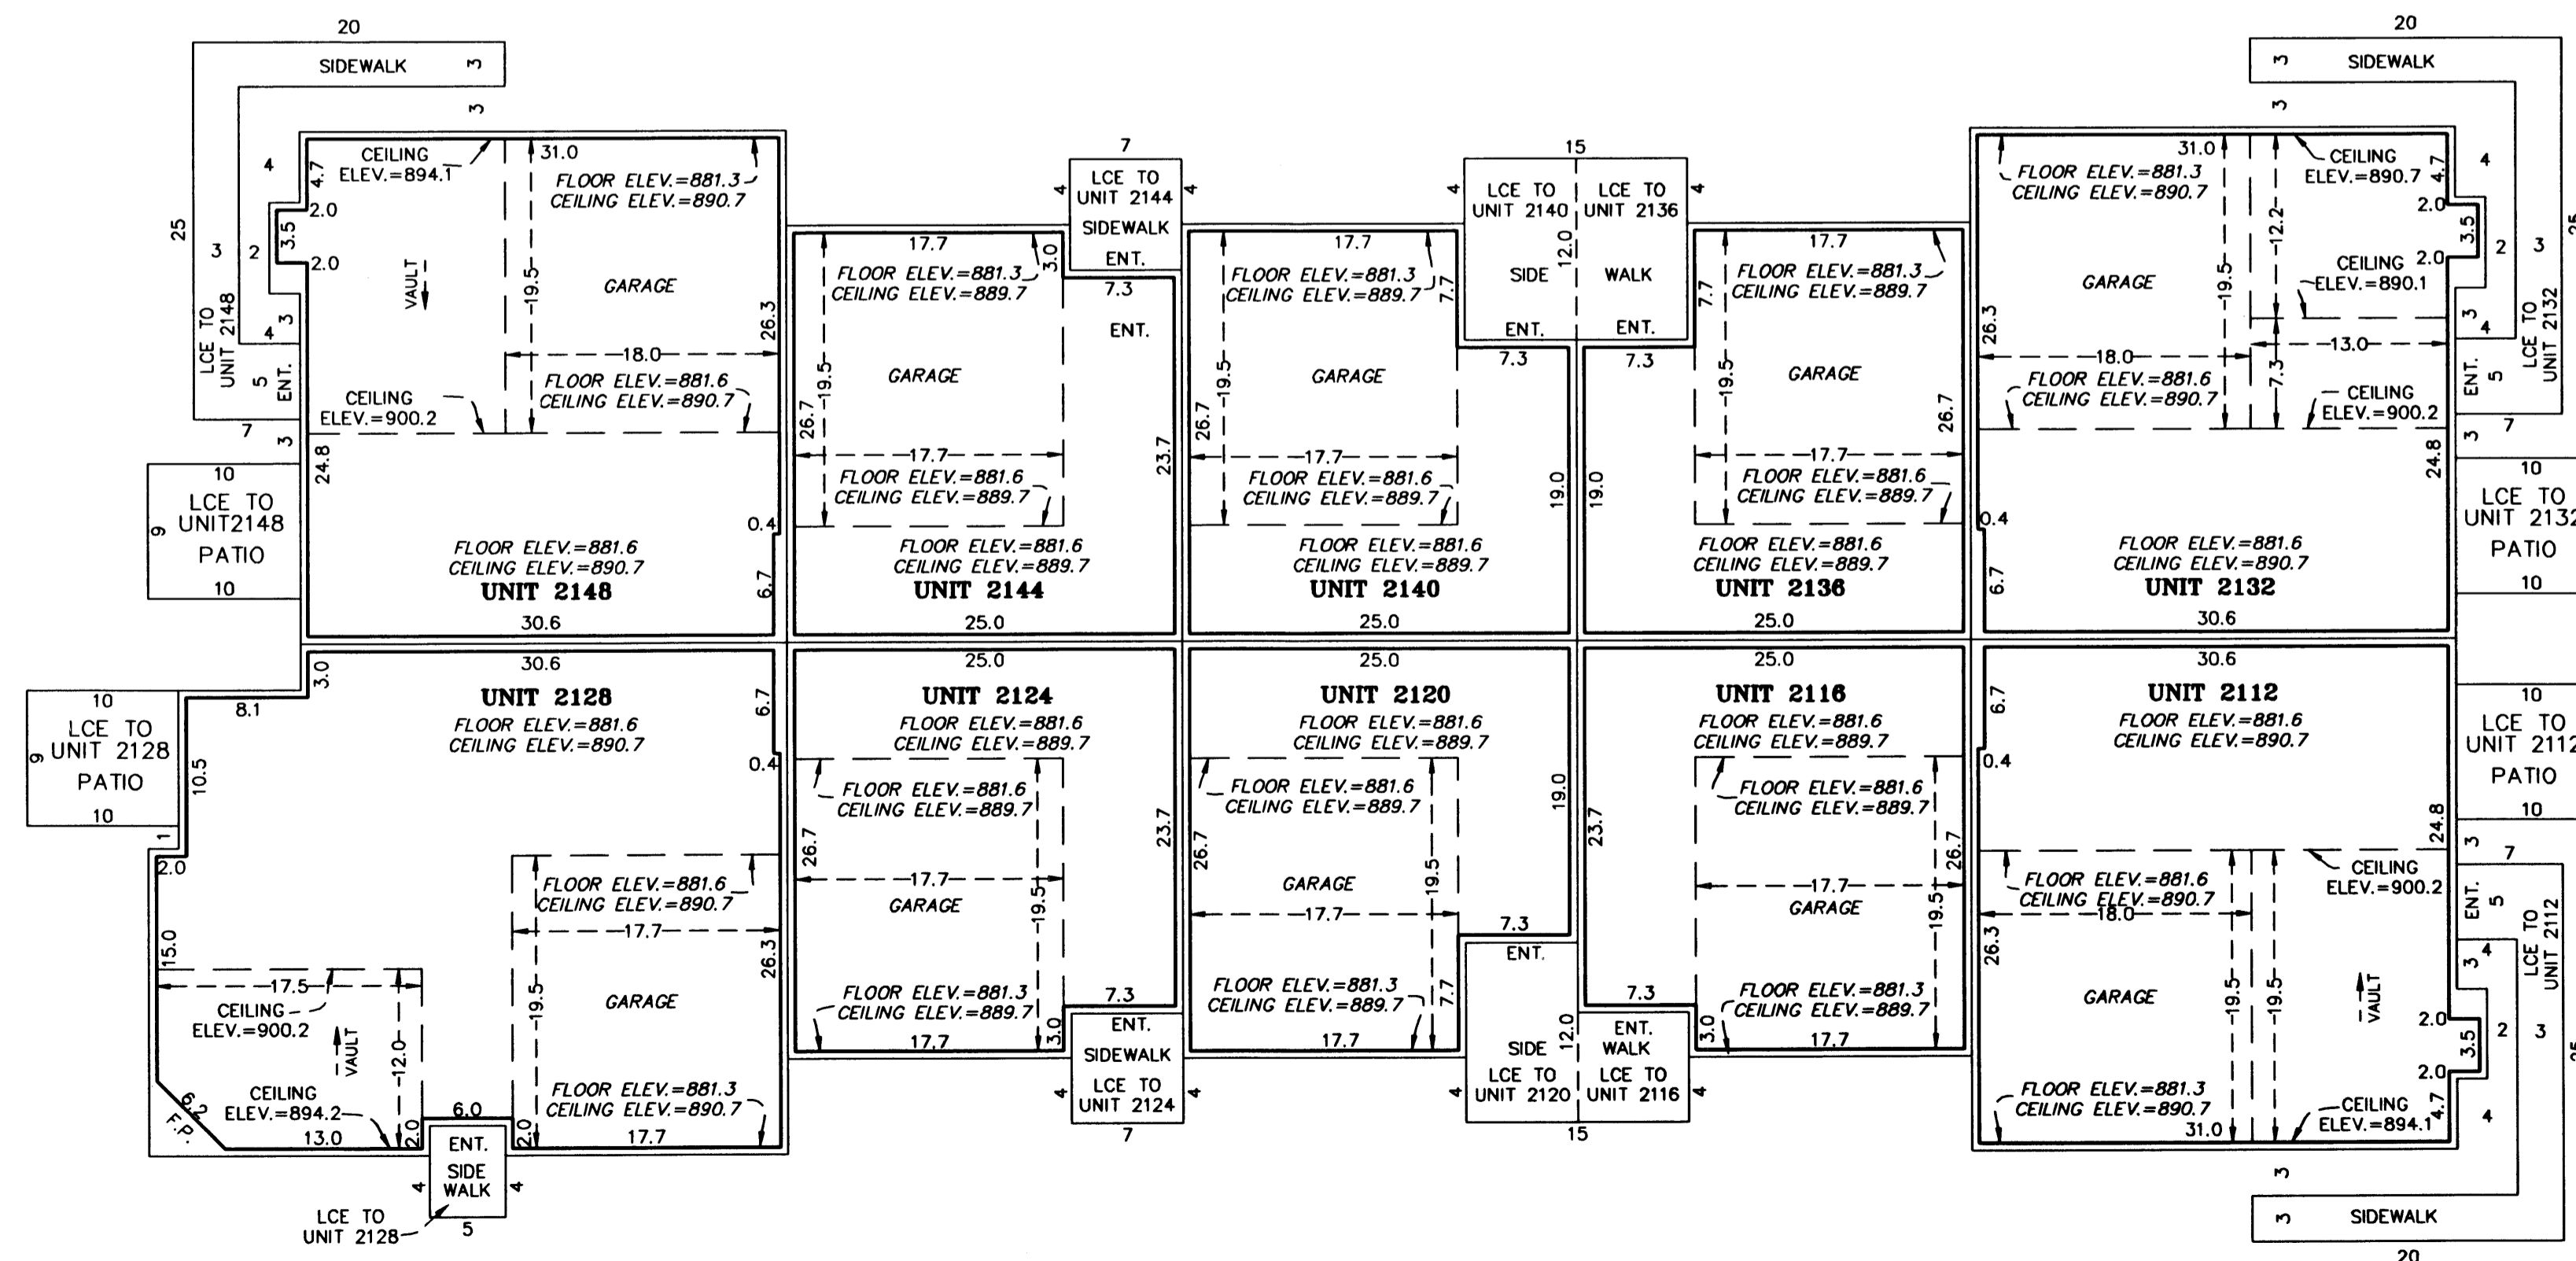 20
SIDEWALK
3
3
25
3
2
4
LCE TO
UNIT 2148
4
3
5
ENT.
7
3
10
LCE TO
UNIT2148
PATIO
10
9
CEILING
ELEV.=894.1
31.0
4.7
2.0
3.5
2.0
VAULT
19.5
FLOOR ELEV.=881.3
CEILING ELEV.=890.7
GARAGE
26.3
18.0
FLOOR ELEV.=881.6
CEILING ELEV.=890.7
CEILING
ELEV.=900.2
24.8
0.4
6.7
FLOOR ELEV.=881.6
CEILING ELEV.=890.7
UNIT 2148
30.6
7
4
LCE TO
UNIT 2144
4
SIDEWALK
ENT.
17.7
3.0
7.3
FLOOR ELEV.=881.3
CEILING ELEV.=889.7
ENT.
GARAGE
19.5
26.7
17.7
23.7
FLOOR ELEV.=881.6
CEILING ELEV.=889.7
FLOOR ELEV.=881.6
CEILING ELEV.=889.7
UNIT 2144
25.0
15
4
LCE TO
UNIT 2140
LCE TO
UNIT 2136
4
12.0
SIDE
WALK
ENT.
ENT.
17.7
FLOOR ELEV.=881.3
CEILING ELEV.=889.7
7.7
7.3
GARAGE
19.5
26.7
17.7
19.0
FLOOR ELEV.=881.6
CEILING ELEV.=889.7
FLOOR ELEV.=881.6
CEILING ELEV.=889.7
UNIT 2140
25.0
17.7
FLOOR ELEV.=881.3
CEILING ELEV.=889.7
7.7
7.3
GARAGE
19.5
26.7
17.7
19.0
FLOOR ELEV.=881.6
CEILING ELEV.=889.7
FLOOR ELEV.=881.6
CEILING ELEV.=889.7
UNIT 2136
25.0
20
3
SIDEWALK
3
31.0
FLOOR ELEV.=881.3
CEILING ELEV.=890.7
CEILING
ELEV.=890.7
4.7
4
2.0
3.5
2.0
2
3
12.2
CEILING
ELEV.=890.1
GARAGE
19.5
26.3
7.3
18.0
13.0
3
4
ENT.
5
LCE TO
UNIT 2132
7
3
FLOOR ELEV.=881.6
CEILING ELEV.=890.7
CEILING
ELEV.=900.2
24.8
0.4
6.7
FLOOR ELEV.=881.6
CEILING ELEV.=890.7
UNIT 2132
30.6
10
LCE TO
UNIT 2132
PATIO
10
10
LCE TO
UNIT 2128
PATIO
10
9
3.0
8.1
10.5
1
2.0
15.0
30.6
UNIT 2128
FLOOR ELEV.=881.6
CEILING ELEV.=890.7
6.7
0.4
FLOOR ELEV.=881.6
CEILING ELEV.=890.7
17.7
26.3
GARAGE
19.5
17.5
CEILING
ELEV.=900.2
VAULT
12.0
CEILING
ELEV.=894.2
FLOOR ELEV.=881.3
CEILING ELEV.=890.7
6.2
F.P.
13.0
2.0
6.0
2.0
17.7
ENT.
SIDE
WALK
4
4
5
LCE TO
UNIT 2128
25.0
UNIT 2124
FLOOR ELEV.=881.6
CEILING ELEV.=889.7
FLOOR ELEV.=881.6
CEILING ELEV.=889.7
26.7
23.7
17.7
GARAGE
19.5
FLOOR ELEV.=881.3
CEILING ELEV.=889.7
7.3
3.0
17.7
ENT.
SIDEWALK
LCE TO
UNIT 2124
4
4
7
25.0
UNIT 2120
FLOOR ELEV.=881.6
CEILING ELEV.=889.7
FLOOR ELEV.=881.6
CEILING ELEV.=889.7
26.7
19.0
GARAGE
17.7
19.5
7.3
FLOOR ELEV.=881.3
CEILING ELEV.=889.7
7.7
17.7
ENT.
25.0
UNIT 2116
FLOOR ELEV.=881.6
CEILING ELEV.=889.7
FLOOR ELEV.=881.6
CEILING ELEV.=889.7
23.7
26.7
17.7
GARAGE
19.5
7.3
FLOOR ELEV.=881.3
CEILING ELEV.=889.7
3.0
17.7
12.0
ENT.
SIDE
WALK
LCE TO
UNIT 2120
LCE TO
UNIT 2116
4
4
15
30.6
UNIT 2112
FLOOR ELEV.=881.6
CEILING ELEV.=890.7
6.7
0.4
24.8
10
LCE TO
UNIT 2112
PATIO
10
3
7
FLOOR ELEV.=881.6
CEILING ELEV.=890.7
CEILING
ELEV.=900.2
18.0
26.3
GARAGE
19.5
19.5
VAULT
ENT.
5
LCE TO
UNIT 2112
3
4
2.0
3.5
2.0
2
3
4.7
4
FLOOR ELEV.=881.3
CEILING ELEV.=890.7
CEILING
ELEV.=894.1
31.0
3
3
SIDEWALK
20